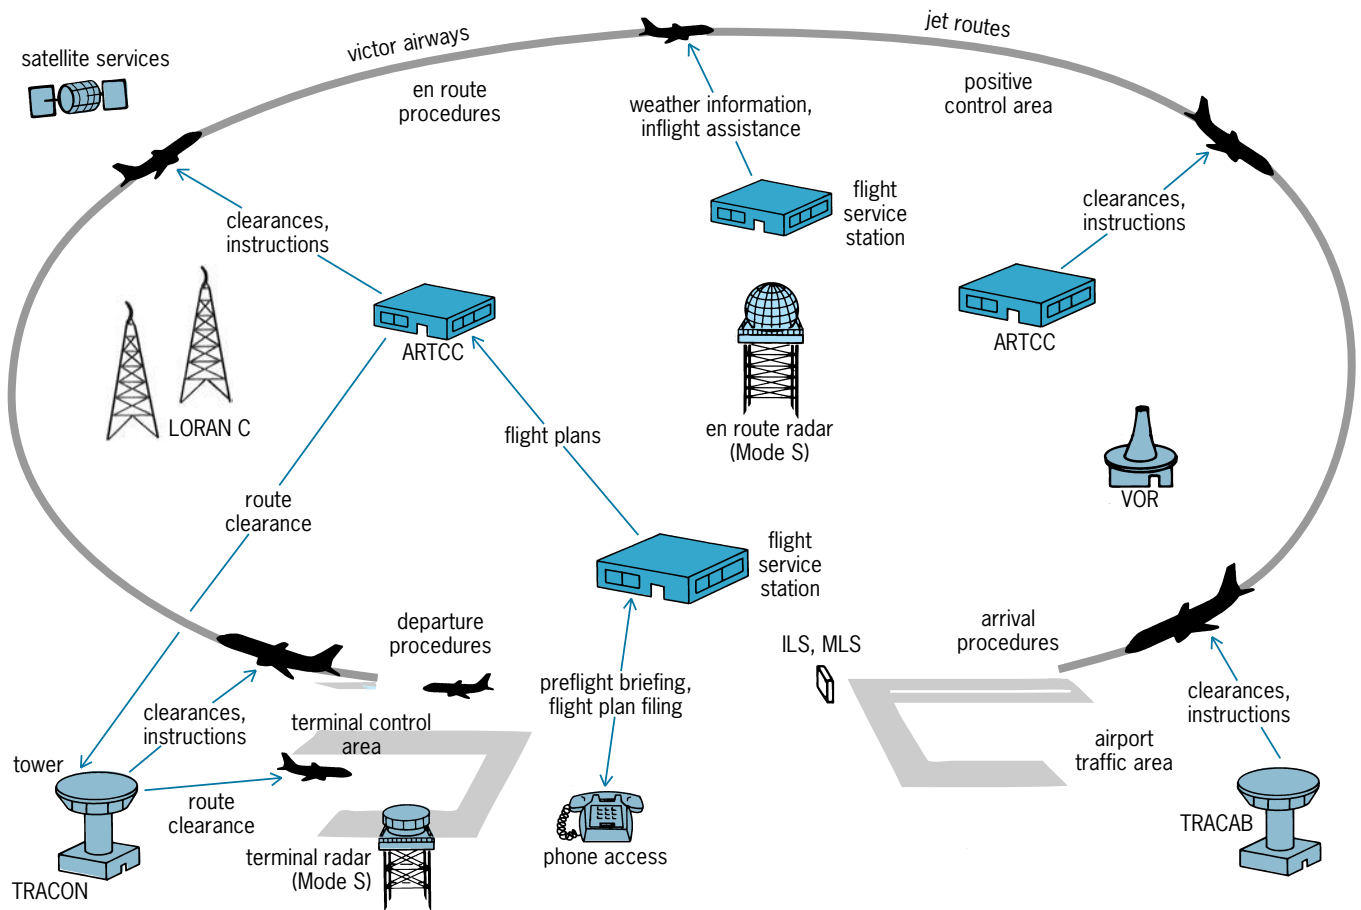 victor airways
jet routes
satellite services
en route
procedures
weather information,
inflight assistance
positive
control area
clearances,
instructions
flight
service
station
clearances,
instructions
ARTCC
ARTCC
LORAN C
flight plans
en route radar
(Mode S)
VOR
route
clearance
flight
service
station
departure
procedures
arrival
procedures
ILS, MLS
preflight briefing,
flight plan filing
clearances,
instructions
clearances,
instructions
terminal control
area
airport
traffic area
tower
route
clearance
TRACAB
terminal radar
(Mode S)
phone access
TRACON